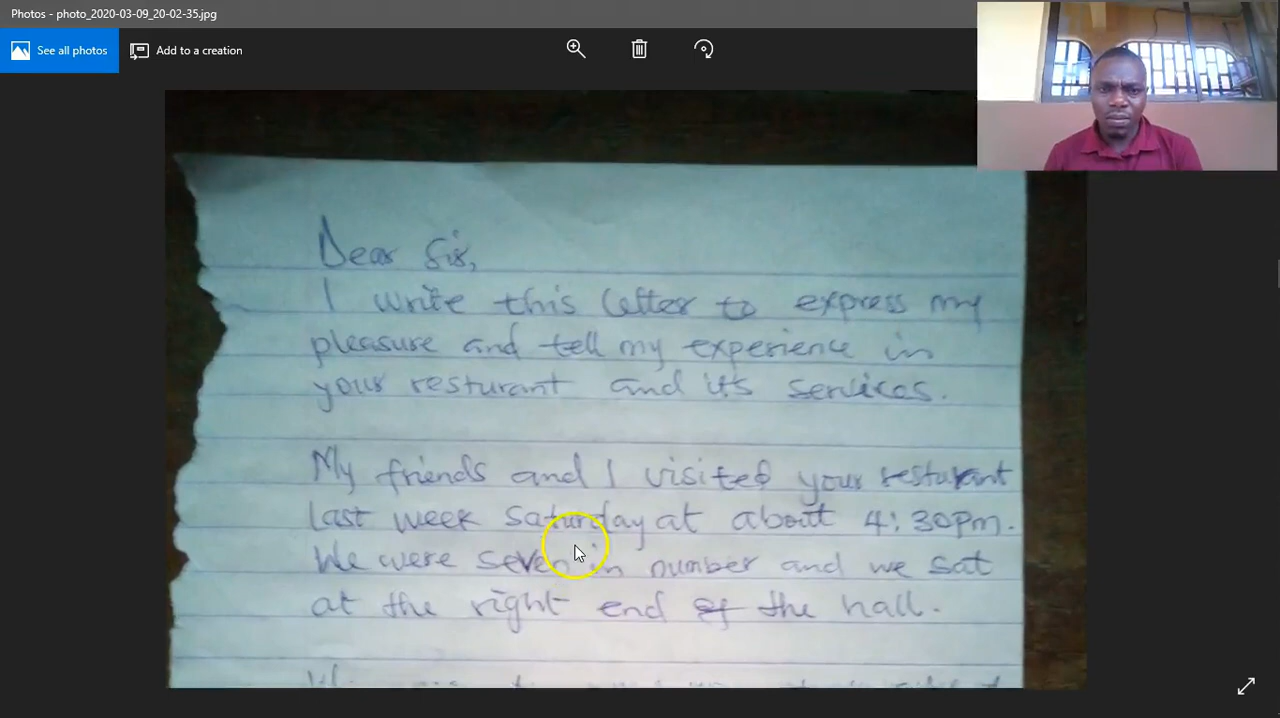 Photos - photo_2020-03-09_20-02-35.jpg
See all photos
Add to a creation
Dear Sir,
I write this letter to express my
pleasure and tell my experience in
your resturant and its services.
My friends and I visited your resturant
last week Saturday at about 4:30pm.
We were seven in number and we sat
at the right end of the hall.